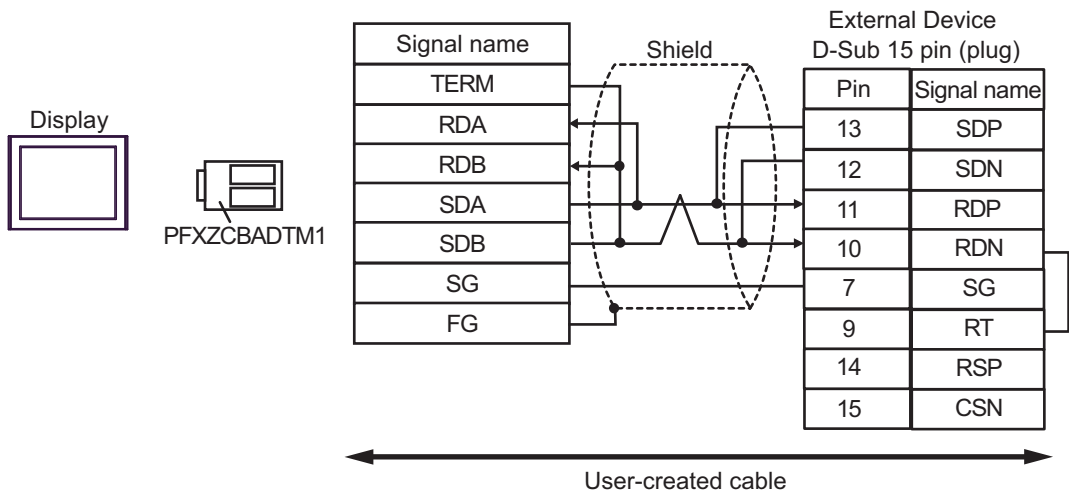 Display
PFXZCBADTM1
Signal name
TERM
RDA
RDB
SDA
SDB
SG
FG
Shield
External Device
D-Sub 15 pin (plug)
Pin Signal name
13 SDP
12 SDN
11 RDP
10 RDN
7 SG
9 RT
14 RSP
15 CSN
User-created cable